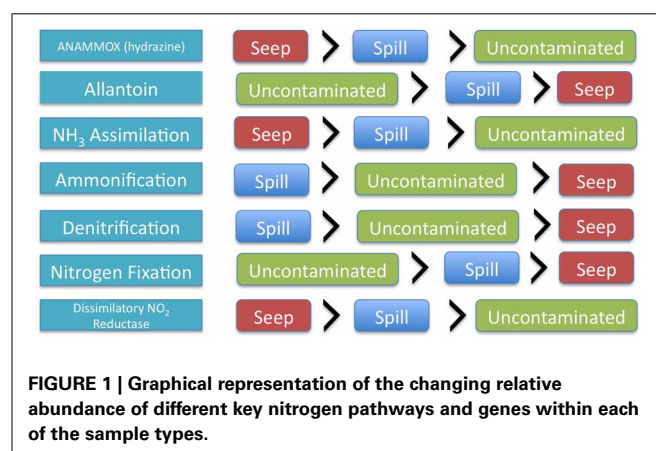 ANAMMOX (hydrazine) Seep > Spill > Uncontaminated
Allantoin Uncontaminated > Spill > Seep
NH₃ Assimilation Seep > Spill > Uncontaminated
Ammonification Spill > Uncontaminated > Seep
Denitrification Spill > Uncontaminated > Seep
Nitrogen Fixation Uncontaminated > Spill > Seep
Dissimilatory NO₂
Reductase Seep > Spill > Uncontaminated
FIGURE 1 | Graphical representation of the changing relative
abundance of different key nitrogen pathways and genes within each
of the sample types.